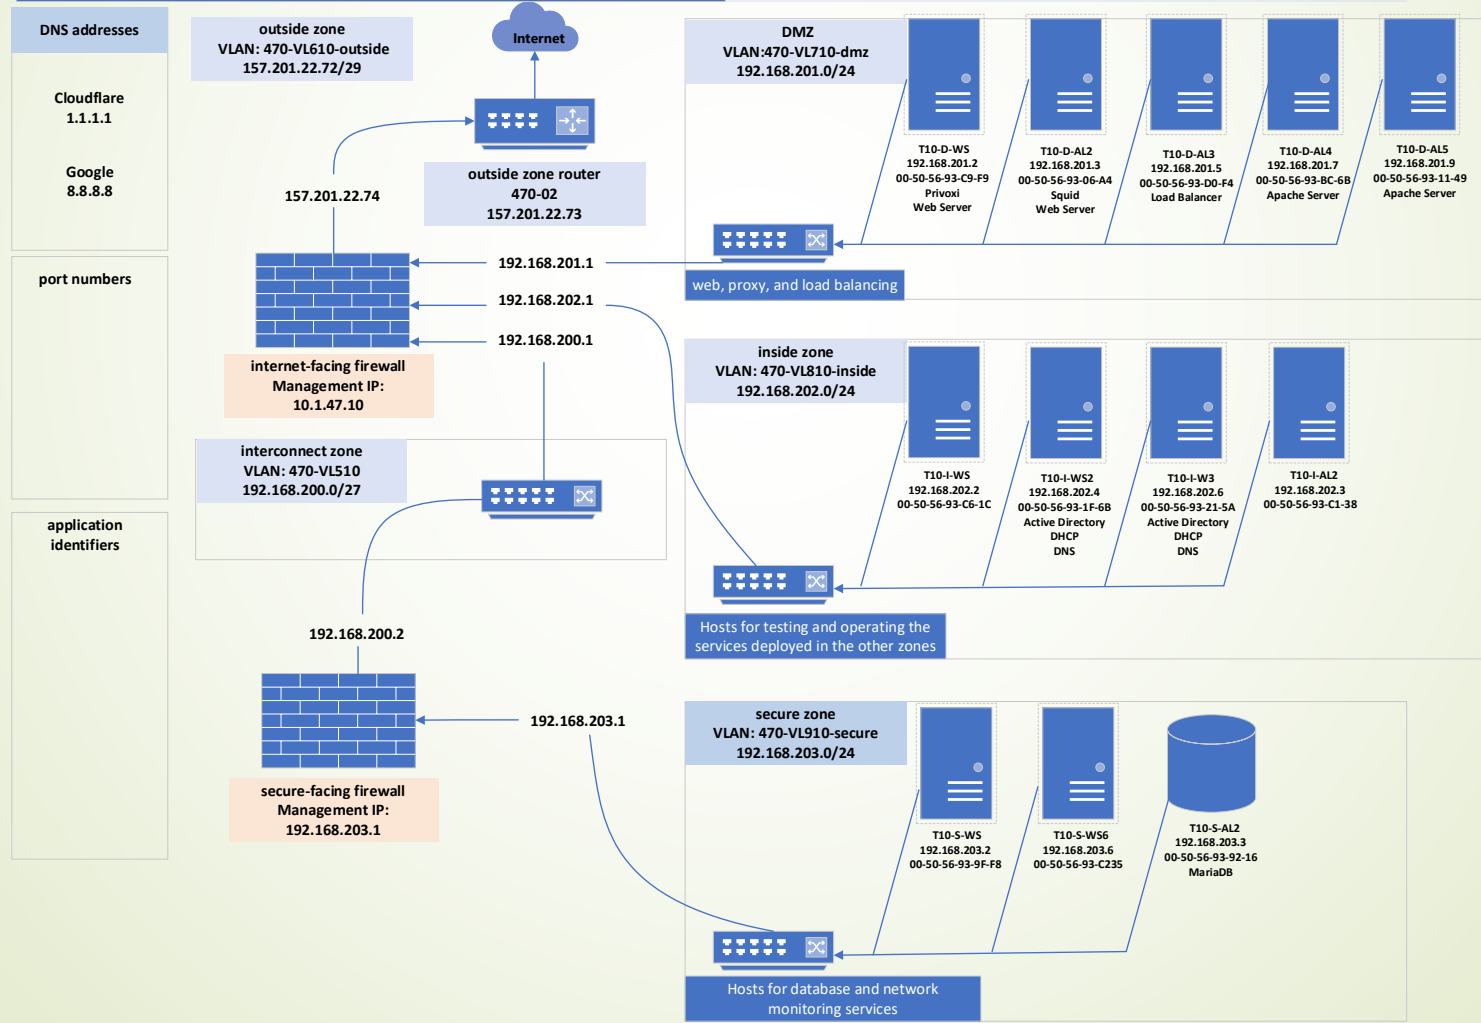 DNS addresses
Cloudflare
1.1.1.1
Google
8.8.8.8
port numbers
application
identifiers
outside zone
VLAN: 470-VL610-outside
157.201.22.72/29
Internet
157.201.22.74
outside zone router
470-02
157.201.22.73
192.168.201.1
192.168.202.1
192.168.200.1
internet-facing firewall
Management IP:
10.1.47.10
interconnect zone
VLAN: 470-VL510
192.168.200.0/27
192.168.200.2
192.168.203.1
secure-facing firewall
Management IP:
192.168.203.1
DMZ
VLAN:470-VL710-dmz
192.168.201.0/24
T10-D-WS
192.168.201.2
00-50-56-93-C9-F9
Privoxi
Web Server
T10-D-AL2
192.168.201.3
00-50-56-93-06-A4
Squid
Web Server
T10-D-AL3
192.168.201.5
00-50-56-93-D0-F4
Load Balancer
T10-D-AL4
192.168.201.7
00-50-56-93-BC-6B
Apache Server
T10-D-AL5
192.168.201.9
00-50-56-93-11-49
Apache Server
web, proxy, and load balancing
inside zone
VLAN: 470-VL810-inside
192.168.202.0/24
T10-I-WS
192.168.202.2
00-50-56-93-C6-1C
T10-I-WS2
192.168.202.4
00-50-56-93-1F-6B
Active Directory
DHCP
DNS
T10-I-W3
192.168.202.6
00-50-56-93-21-5A
Active Directory
DHCP
DNS
T10-I-AL2
192.168.202.3
00-50-56-93-C1-38
Hosts for testing and operating the
services deployed in the other zones
secure zone
VLAN: 470-VL910-secure
192.168.203.0/24
T10-S-WS
192.168.203.2
00-50-56-93-9F-F8
T10-S-WS6
192.168.203.6
00-50-56-93-C235
T10-S-AL2
192.168.203.3
00-50-56-93-92-16
MariaDB
Hosts for database and network
monitoring services